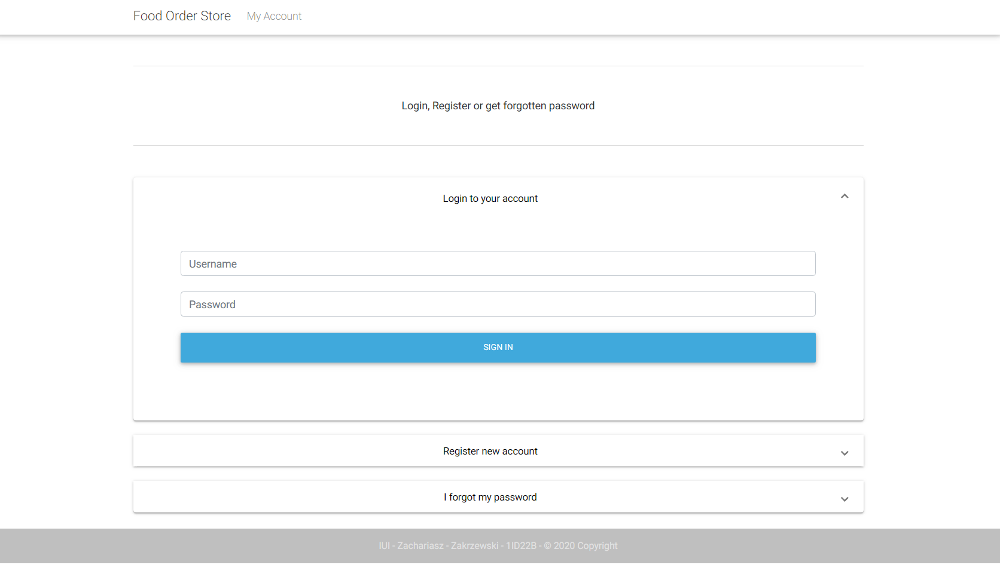 Food Order Store My Account
Login, Register or get forgotten password
Login to your account
Username
Password
SIGN IN
Register new account
I forgot my password
IUI - Zachariasz - Zakrzewski - 1ID22B - © 2020 Copyright